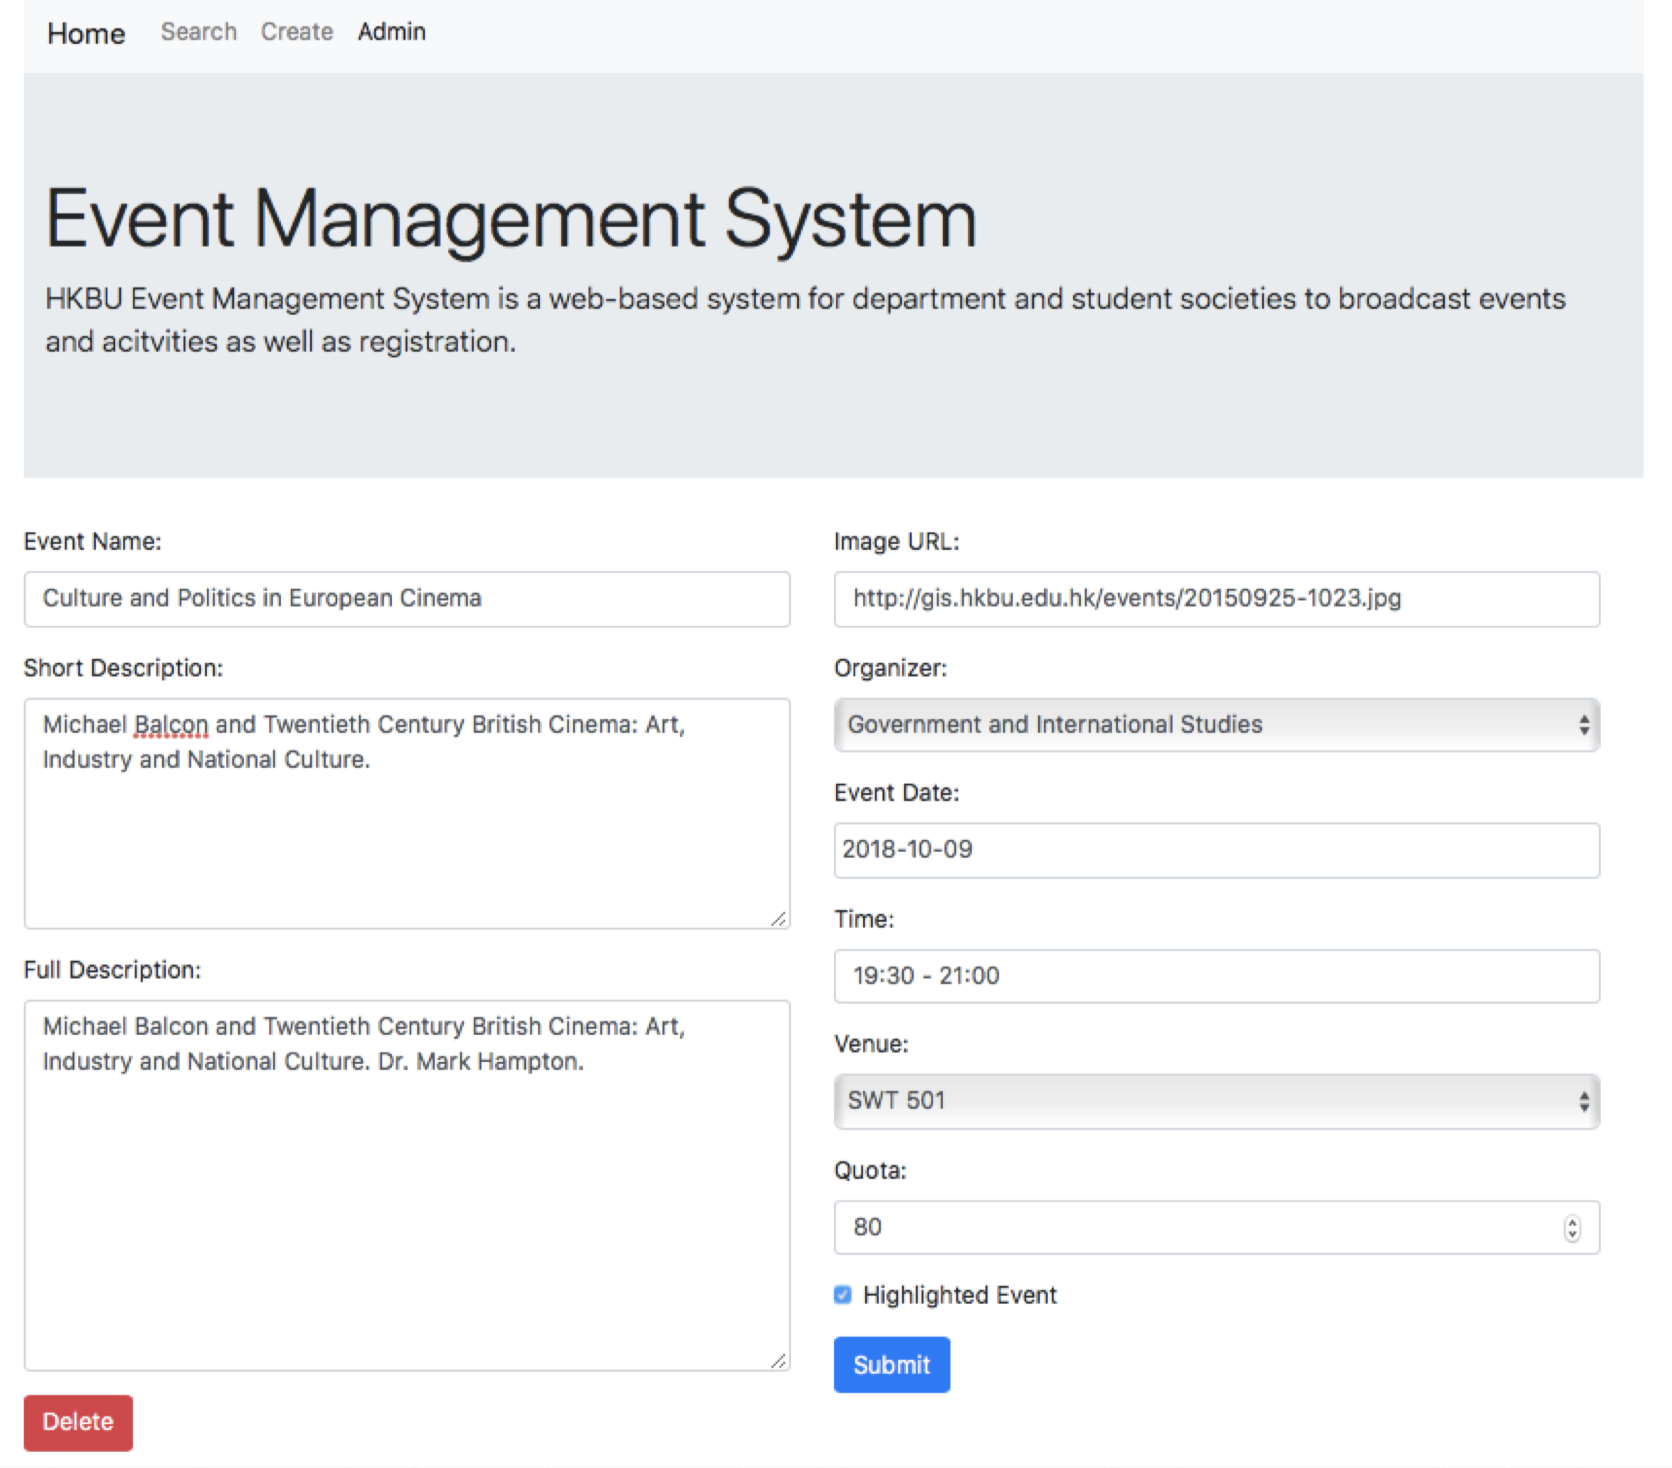 Home Search Create Admin
Event Management System
HKBU Event Management System is a web-based system for department and student societies to broadcast events
and acitvities as well as registration.
Event Name:
Culture and Politics in European Cinema
Short Description:
Michael Balcon and Twentieth Century British Cinema: Art,
Industry and National Culture.
Full Description:
Michael Balcon and Twentieth Century British Cinema: Art,
Industry and National Culture. Dr. Mark Hampton.
Delete
Image URL:
http://gis.hkbu.edu.hk/events/20150925-1023.jpg
Organizer:
Government and International Studies
Event Date:
2018-10-09
Time:
19:30 - 21:00
Venue:
SWT 501
Quota:
80
Highlighted Event
Submit